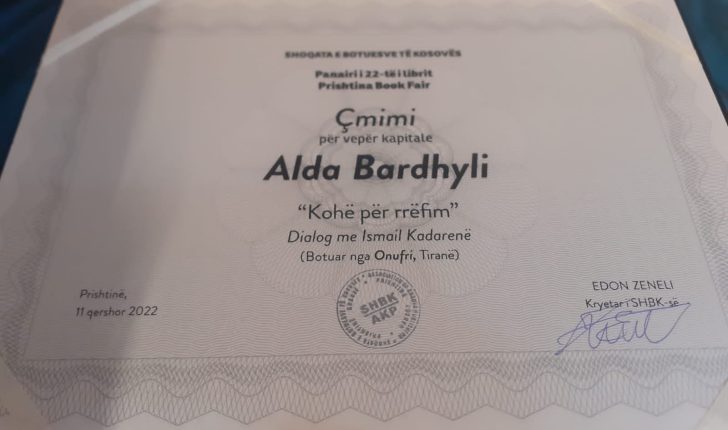 SHOQATA E BOTUESVE TË KOSOVËS
Panairi i 22-të i librit
Prishtina Book Fair
Çmimi
për vepër kapitale
Alda Bardhyli
“Kohë për rrëfim”
Dialog me Ismail Kadarenë
(Botuar nga Onufri, Tiranë)
Prishtinë,
11 qershor 2022
SHBK
AKP
EDON ZENELI
Kryetar i SHBK-së